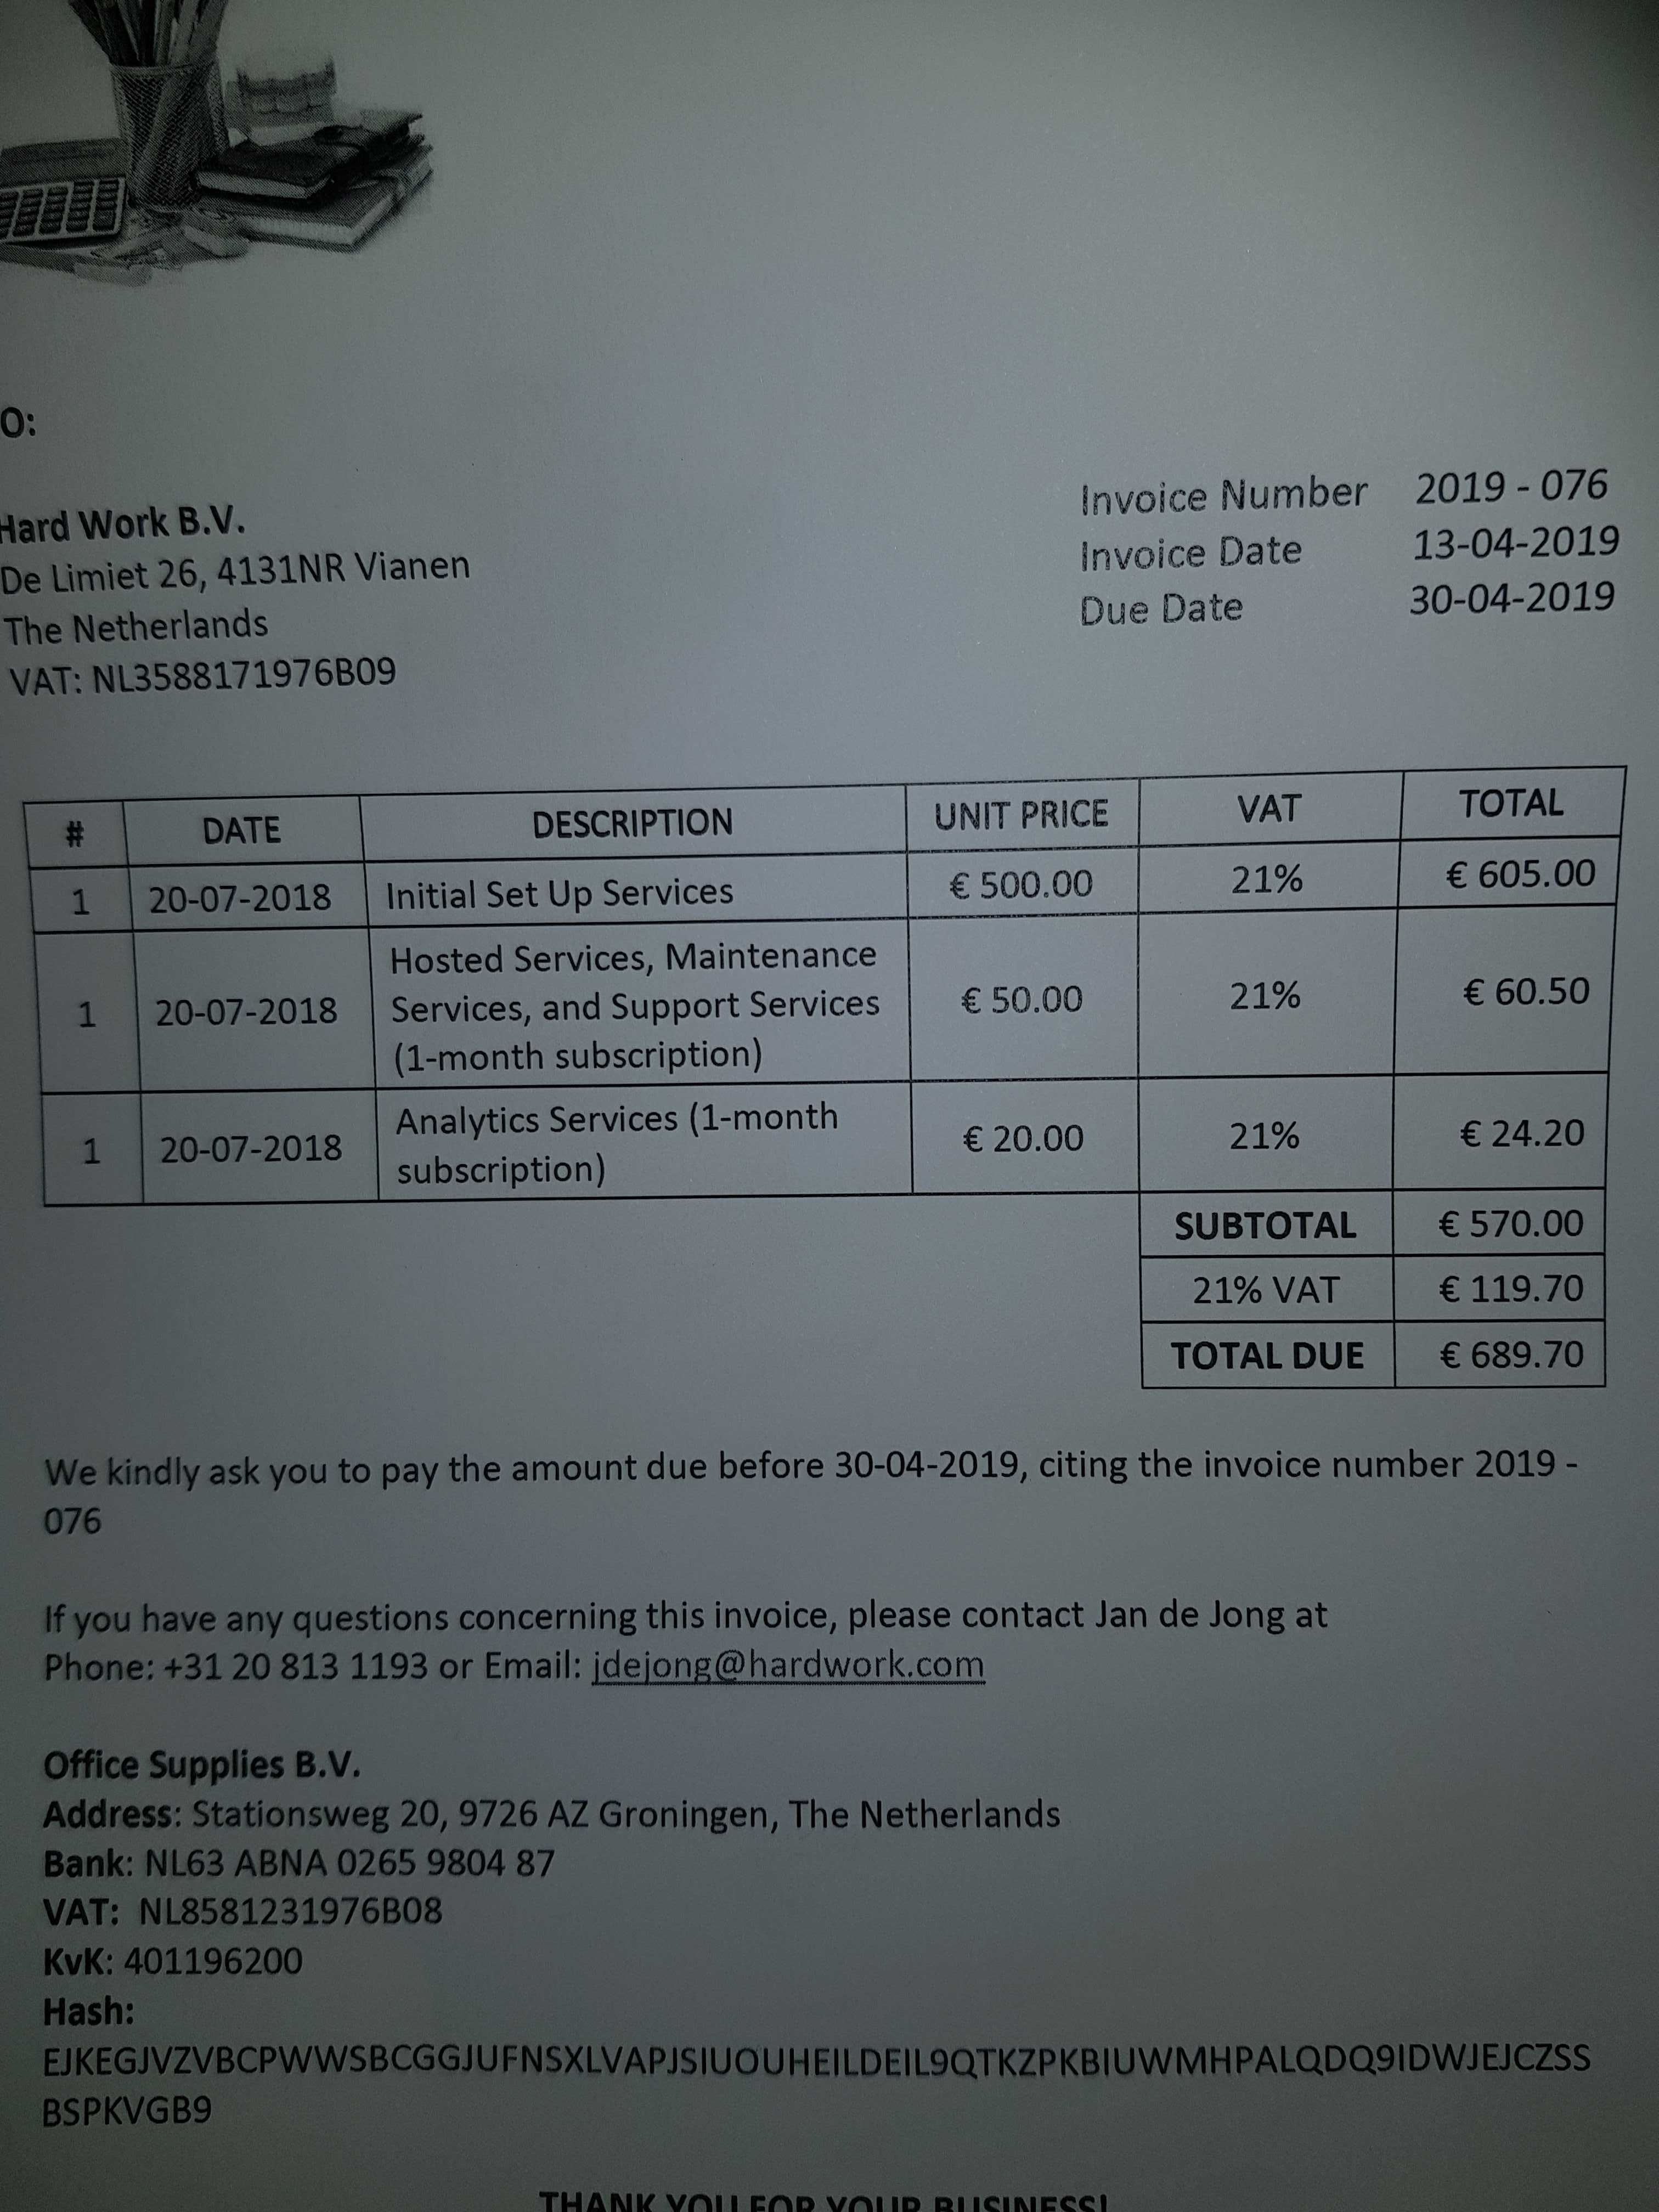 O:
Hard Work B.V.
De Limiet 26, 4131NR Vianen
The Netherlands
VAT: NL3588171976B09
Invoice Number 2019 - 076
Invoice Date 13-04-2019
Due Date 30-04-2019
# DATE DESCRIPTION UNIT PRICE VAT TOTAL
1 20-07-2018 Initial Set Up Services € 500.00 21% € 605.00
Hosted Services, Maintenance
1 20-07-2018 Services, and Support Services € 50.00 21% € 60.50
(1-month subscription)
Analytics Services (1-month
1 20-07-2018 subscription) € 20.00 21% € 24.20
SUBTOTAL € 570.00
21% VAT € 119.70
TOTAL DUE € 689.70
We kindly ask you to pay the amount due before 30-04-2019, citing the invoice number 2019 -
076
If you have any questions concerning this invoice, please contact Jan de Jong at
Phone: +31 20 813 1193 or Email: jdejong@hardwork.com
Office Supplies B.V.
Address: Stationsweg 20, 9726 AZ Groningen, The Netherlands
Bank: NL63 ABNA 0265 9804 87
VAT: NL8581231976B08
KvK: 401196200
Hash:
EJKEGJVZVBCPWWSBCGGJUFNSXLVAPJSIUOUHEILDEIL9QTKZPKBIUWMHPALQDQ9IDWJEJCZSS
BSPKVGB9
THANK YOU FOR YOUR BUSINESS!